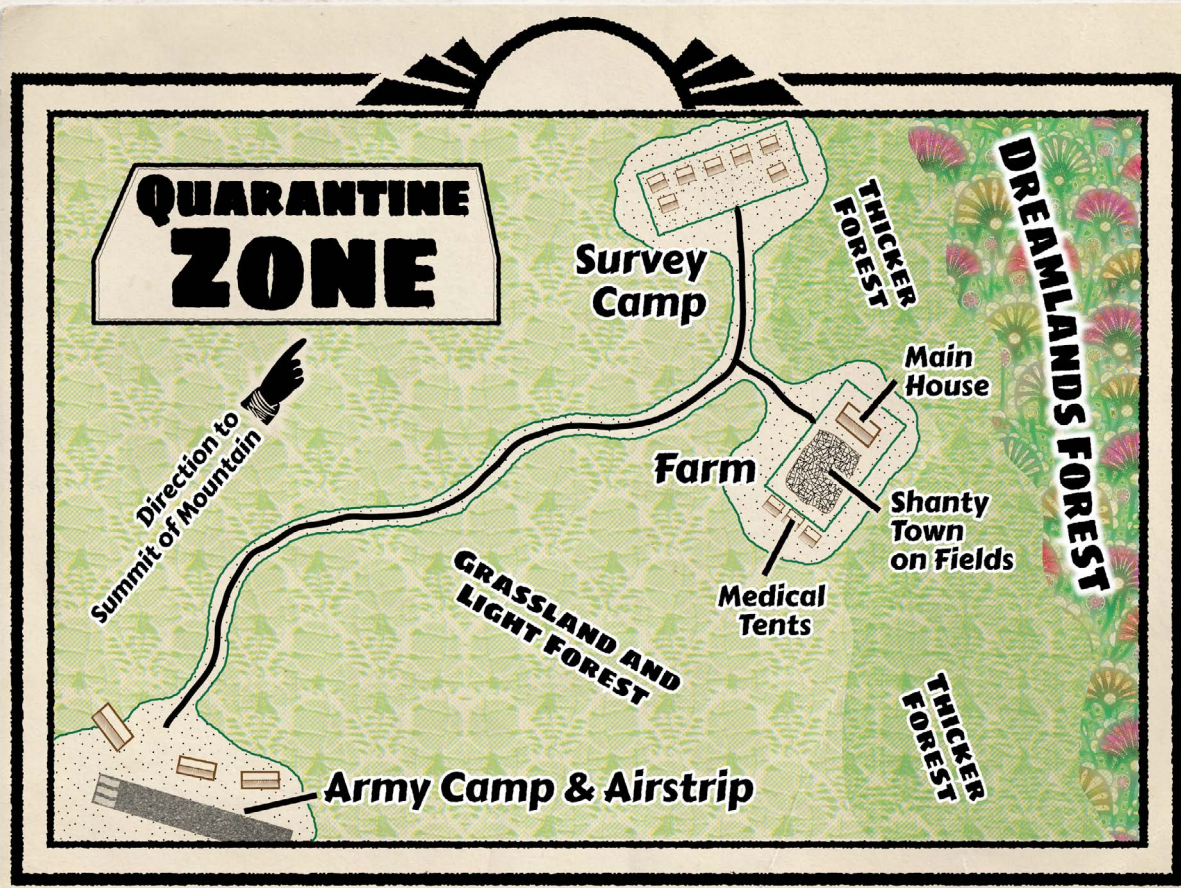 QUARANTINE
ZONE
Survey
Camp
THICKER
FOREST
DREAMLANDS FOREST
Main
House
Direction to
Summit of Mountain
Farm
Shanty
Town
on Fields
Medical
Tents
GRASSLAND AND
LIGHT FOREST
THICKER
FOREST
Army Camp & Airstrip